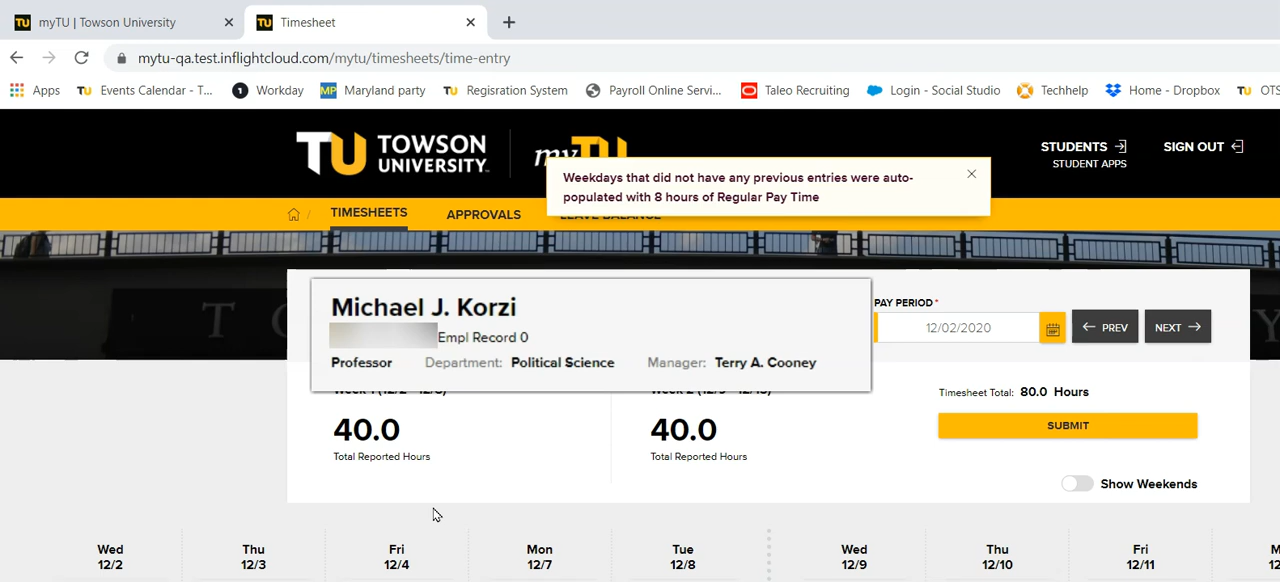 myTU | Towson University
Timesheet
mytu-qa.test.inflightcloud.com/mytu/timesheets/time-entry
Apps
Events Calendar - T...
Workday
Maryland party
Regisration System
Payroll Online Servi...
Taleo Recruiting
Login - Social Studio
Techhelp
Home - Dropbox
OTS
TU TOWSON UNIVERSITY.
myTU
STUDENTS
STUDENT APPS
SIGN OUT
Weekdays that did not have any previous entries were auto-
populated with 8 hours of Regular Pay Time
TIMESHEETS
APPROVALS
LEAVE BALANCE
Michael J. Korzi
Empl Record 0
Professor Department: Political Science Manager: Terry A. Cooney
PAY PERIOD*
12/02/2020
PREV
NEXT
40.0
Total Reported Hours
40.0
Total Reported Hours
Timesheet Total: 80.0 Hours
SUBMIT
Show Weekends
Wed
12/2
Thu
12/3
Fri
12/4
Mon
12/7
Tue
12/8
Wed
12/9
Thu
12/10
Fri
12/11